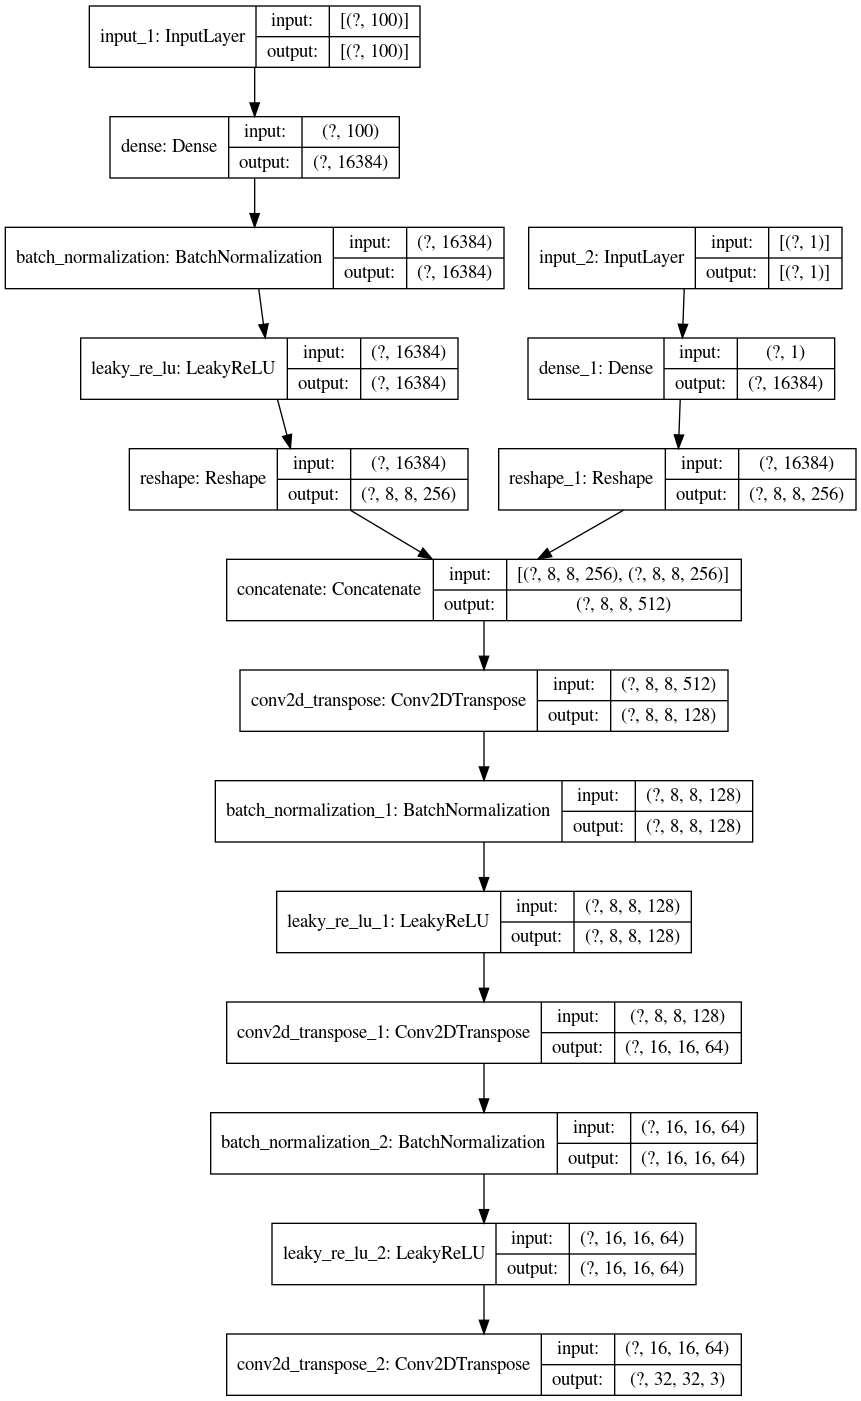 input_1: InputLayer
input: [(?, 100)]
output: [(?, 100)]
dense: Dense
input: (?, 100)
output: (?, 16384)
batch_normalization: BatchNormalization
input: (?, 16384)
output: (?, 16384)
input_2: InputLayer
input: [(?, 1)]
output: [(?, 1)]
leaky_re_lu: LeakyReLU
input: (?, 16384)
output: (?, 16384)
dense_1: Dense
input: (?, 1)
output: (?, 16384)
reshape: Reshape
input: (?, 16384)
output: (?, 8, 8, 256)
reshape_1: Reshape
input: (?, 16384)
output: (?, 8, 8, 256)
concatenate: Concatenate
input: [(?, 8, 8, 256), (?, 8, 8, 256)]
output: (?, 8, 8, 512)
conv2d_transpose: Conv2DTranspose
input: (?, 8, 8, 512)
output: (?, 8, 8, 128)
batch_normalization_1: BatchNormalization
input: (?, 8, 8, 128)
output: (?, 8, 8, 128)
leaky_re_lu_1: LeakyReLU
input: (?, 8, 8, 128)
output: (?, 8, 8, 128)
conv2d_transpose_1: Conv2DTranspose
input: (?, 8, 8, 128)
output: (?, 16, 16, 64)
batch_normalization_2: BatchNormalization
input: (?, 16, 16, 64)
output: (?, 16, 16, 64)
leaky_re_lu_2: LeakyReLU
input: (?, 16, 16, 64)
output: (?, 16, 16, 64)
conv2d_transpose_2: Conv2DTranspose
input: (?, 16, 16, 64)
output: (?, 32, 32, 3)